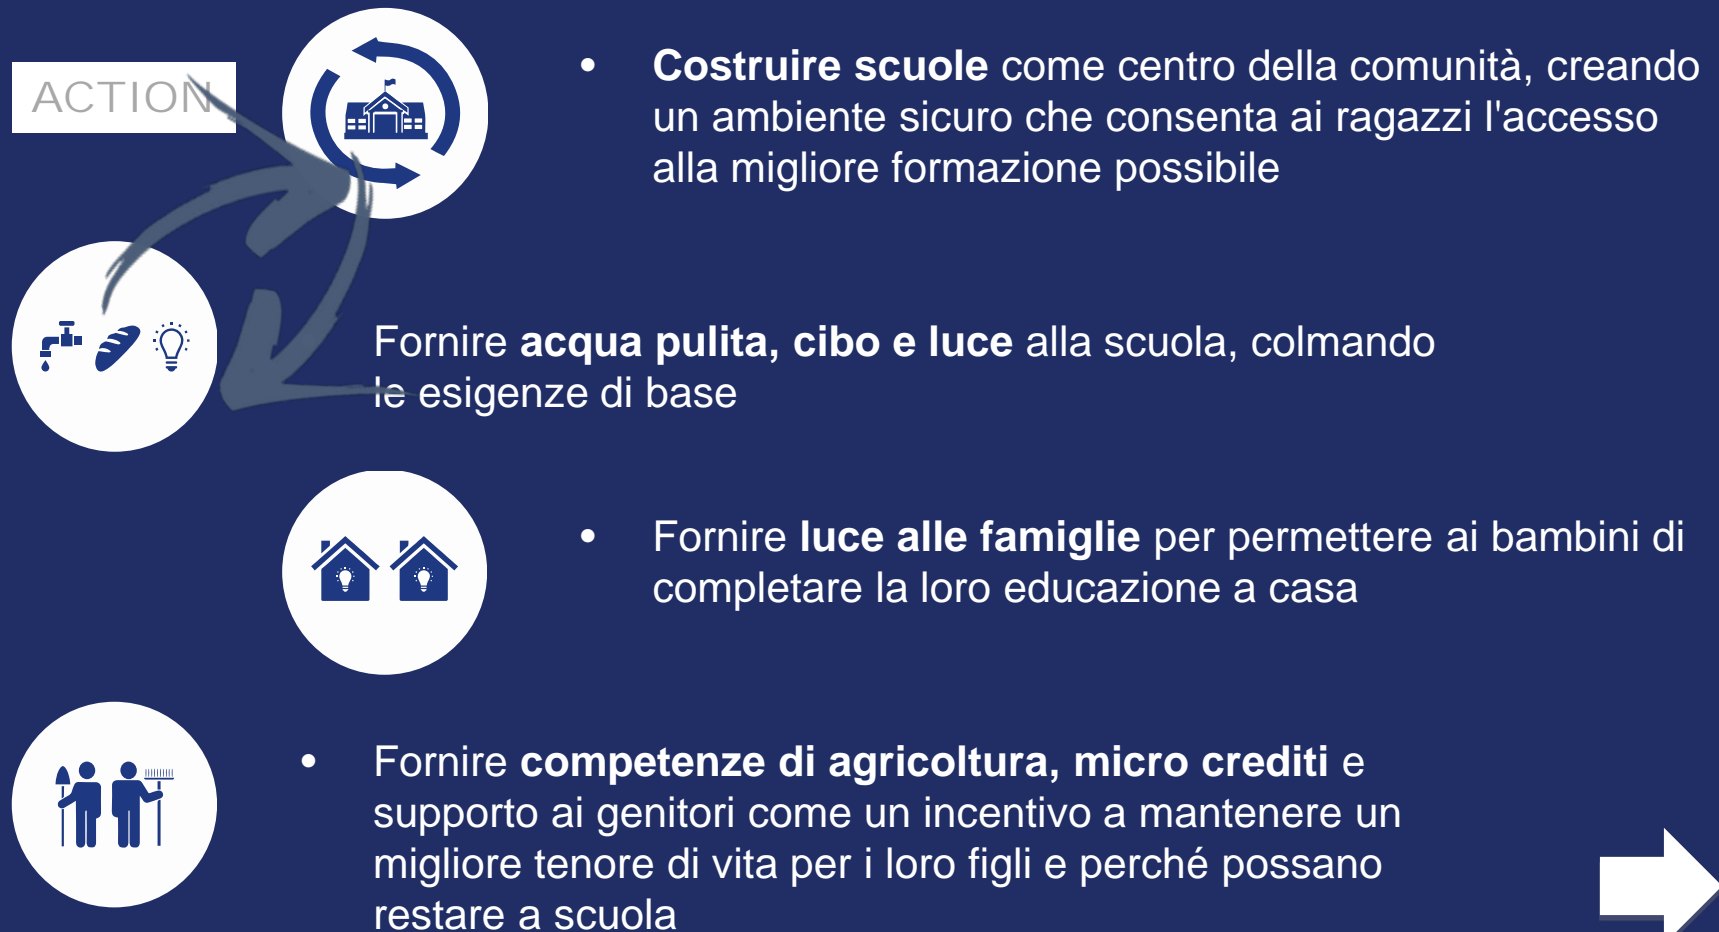 ACTION
• Costruire scuole come centro della comunità, creando
un ambiente sicuro che consenta ai ragazzi l'accesso
alla migliore formazione possibile
Fornire acqua pulita, cibo e luce alla scuola, colmando
le esigenze di base
• Fornire luce alle famiglie per permettere ai bambini di
completare la loro educazione a casa
• Fornire competenze di agricoltura, micro crediti e
supporto ai genitori come un incentivo a mantenere un
migliore tenore di vita per i loro figli e perché possano
restare a scuola